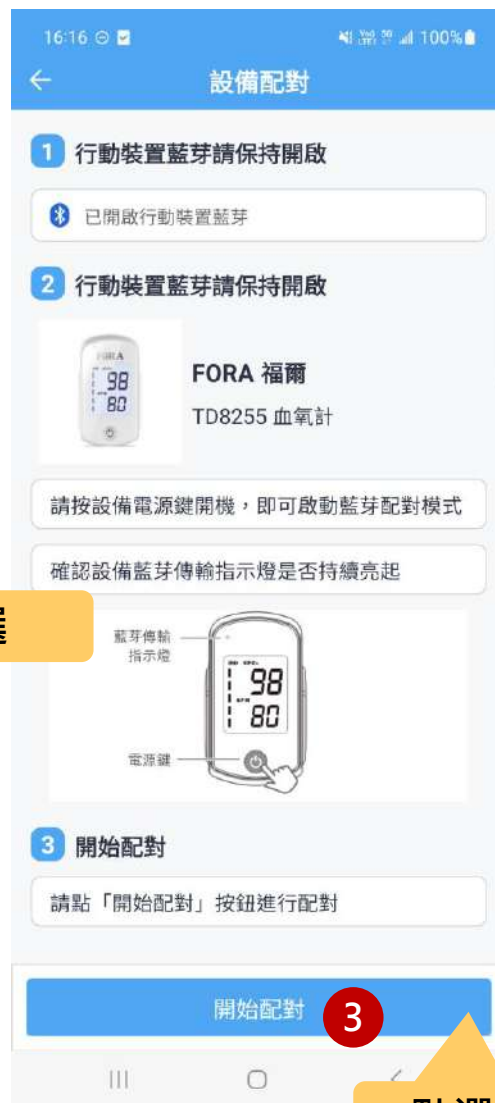 16:16
100%
設備配對
1 行動裝置藍芽請保持開啟
已開啟行動裝置藍芽
2 行動裝置藍芽請保持開啟
FORA
98
80
FORA 福爾
TD8255 血氧計
請按設備電源鍵開機，即可啟動藍芽配對模式
確認設備藍芽傳輸指示燈是否持續亮起
藍芽傳輸
指示燈
98
80
電源鍵
3 開始配對
請點「開始配對」按鈕進行配對
開始配對 3